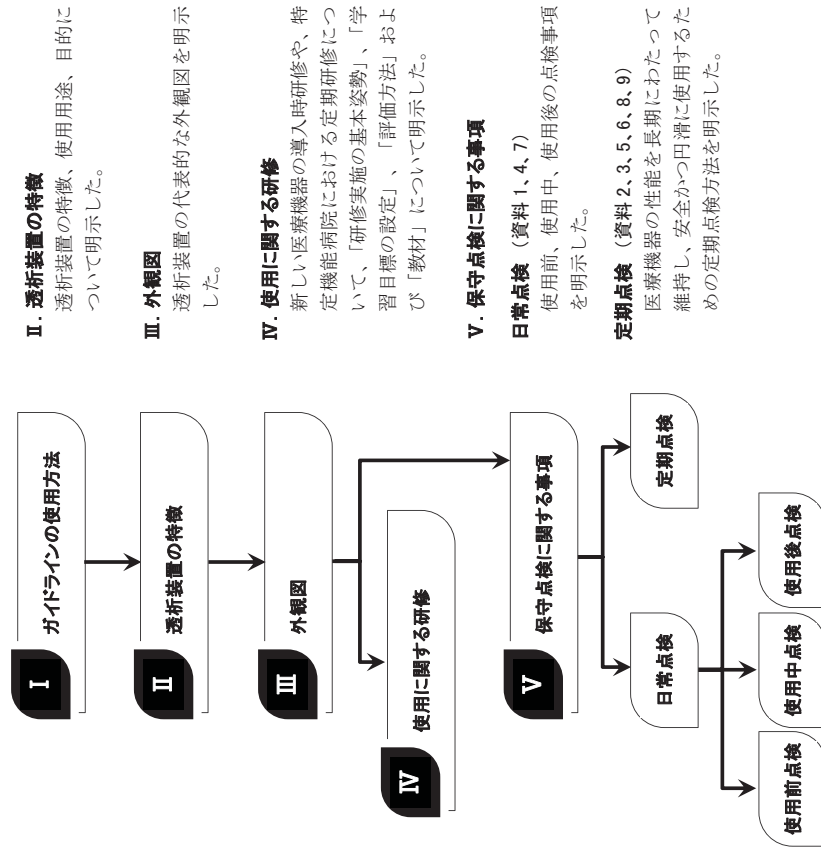 I
ガイドラインの使用方法
II
透析装置の特徴
III
外観図
IV
使用に関する研修
V
保守点検に関する事項
日常点検
定期点検
使用前点検
使用中点検
使用後点検
II. 透析装置の特徴
透析装置の特徴、使用用途、目的に
ついて明示した。
III. 外観図
透析装置の代表的な外観図を明示
した。
IV. 使用に関する研修
新しい医療機器の導入時研修や、特
定機能病院における定期研修につ
いて、「研修実施の基本姿勢」、「学
習目標の設定」、「評価方法」およ
び「教材」について明示した。
V. 保守点検に関する事項
日常点検（資料 1、4、7）
使用前、使用中、使用後の点検事項
を明示した。
定期点検（資料 2、3、5、6、8、9）
医療機器の性能を長期にわたって
維持し、安全かつ円滑に使用するた
めの定期点検方法を明示した。